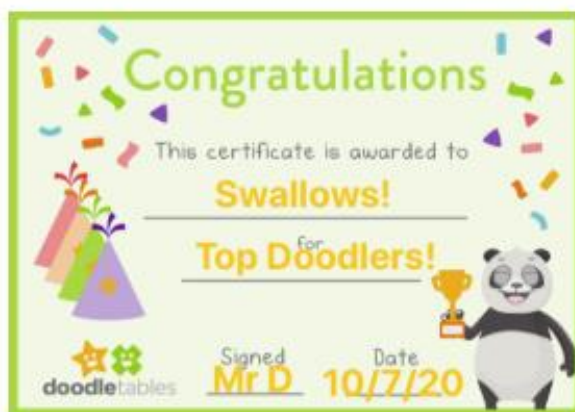 Congratulations
This certificate is awarded to
Swallows!
for
Top Doodlers!
Signed Date
Mr D 10/7/20
doodletables